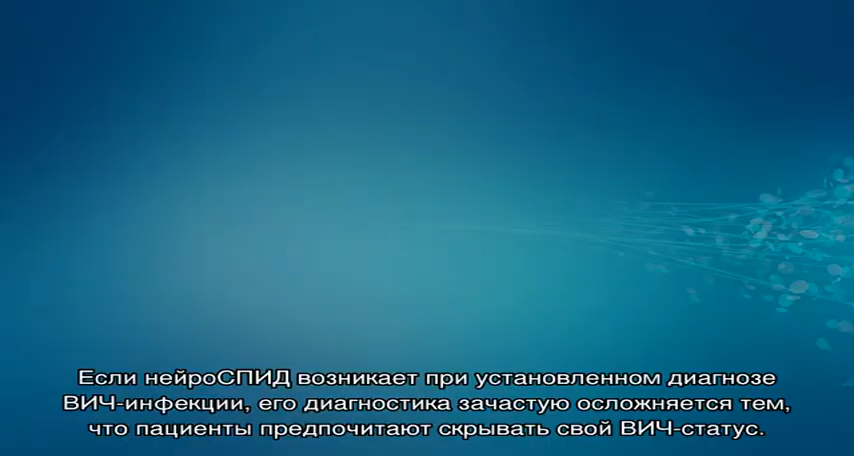 Если нейроСПИД возникает при установленном диагнозе
ВИЧ-инфекции, его диагностика зачастую осложняется тем,
что пациенты предпочитают скрывать свой ВИЧ-статус.